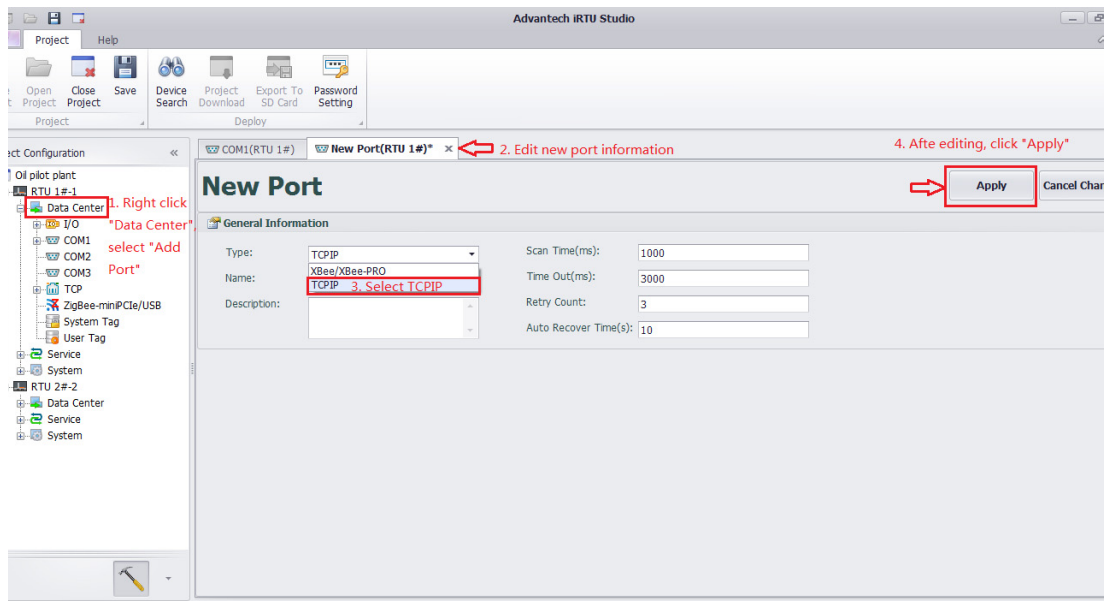 Advantech iRTU Studio
Project Help
Open Project
Close Project
Save
Device Search
Project Download
Export To SD Card
Password Setting
Project
Deploy
ect Configuration «
COM1(RTU 1#)
New Port(RTU 1#)* x
2. Edit new port information
4. Afte editing, click "Apply"
Oil pilot plant
RTU 1#-1
Data Center
1. Right click "Data Center", select "Add Port"
I/O
COM1
COM2
COM3
TCP
ZigBee-miniPCIe/USB
System Tag
User Tag
Service
System
RTU 2#-2
Data Center
Service
System
New Port
Apply
Cancel Char
General Information
Type: TCPIP
XBee/XBee-PRO
TCPIP 3. Select TCPIP
Name:
Description:
Scan Time(ms): 1000
Time Out(ms): 3000
Retry Count: 3
Auto Recover Time(s): 10